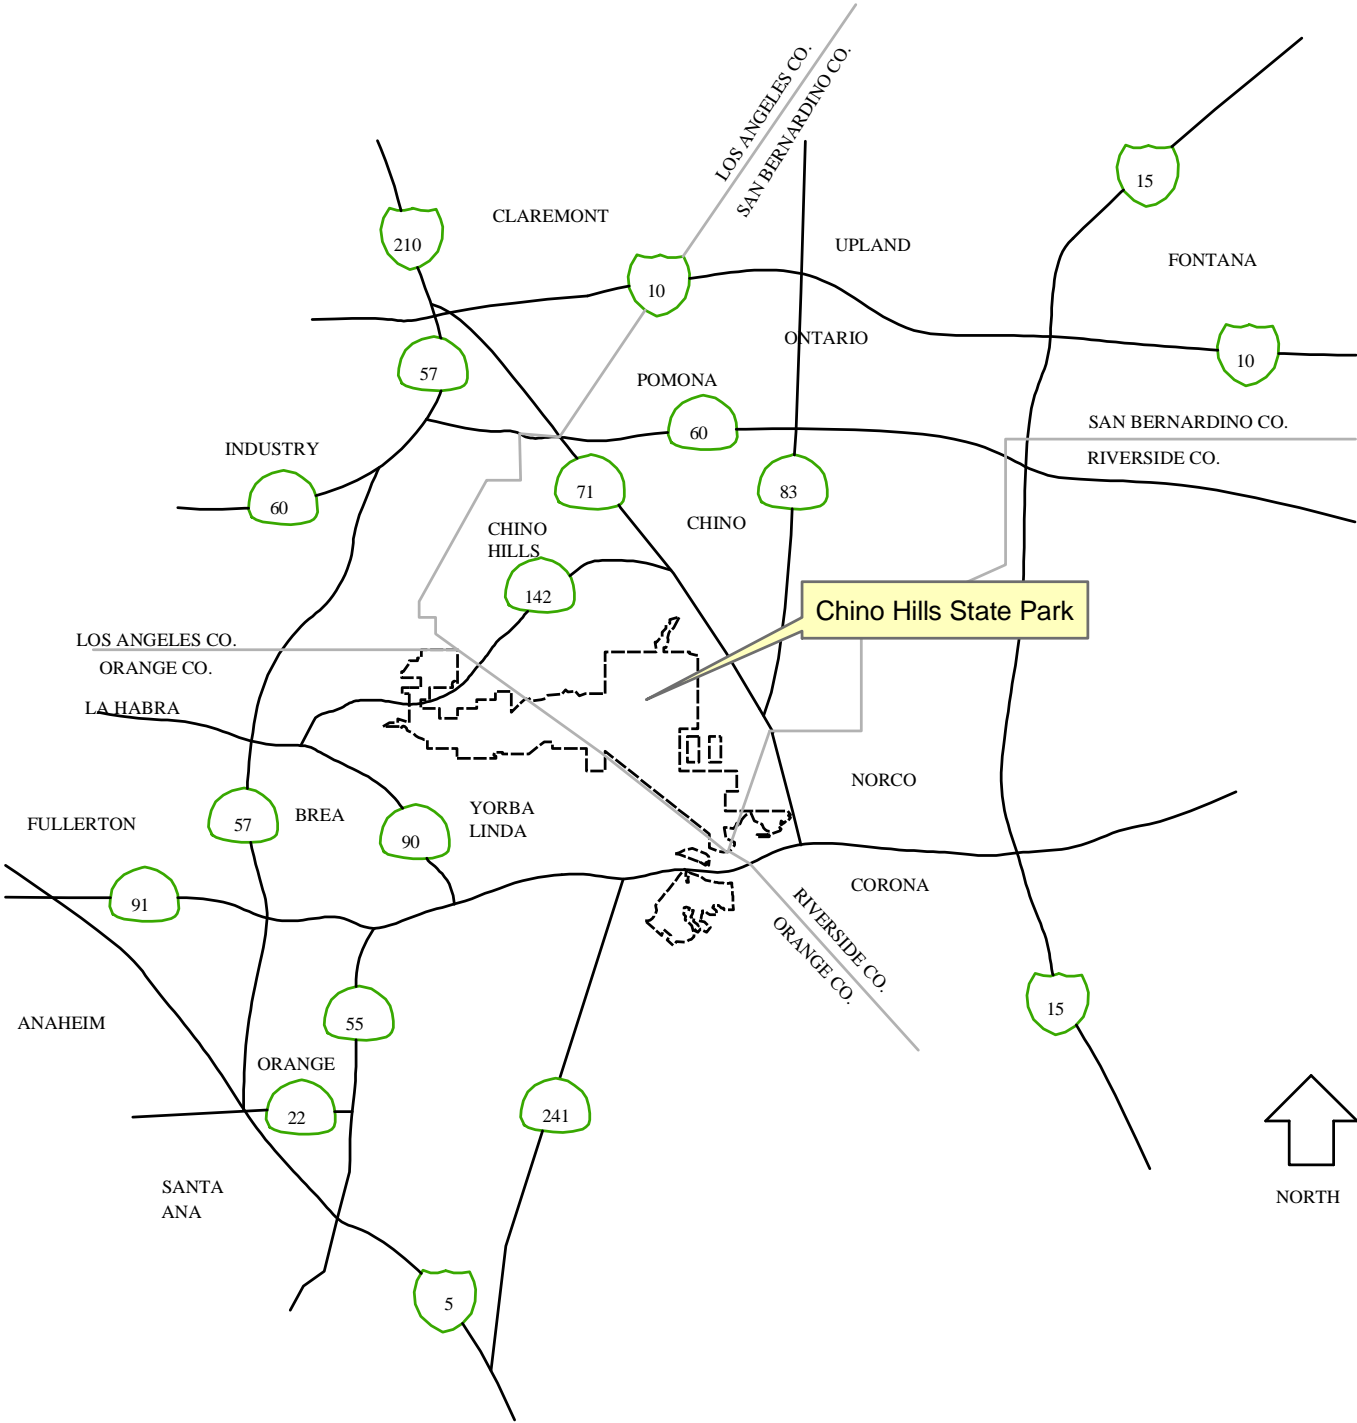 LOS ANGELES CO.
SAN BERNARDINO CO.
15
CLAREMONT
210
UPLAND
FONTANA
10
ONTARIO
10
57
POMONA
SAN BERNARDINO CO.
60
INDUSTRY
RIVERSIDE CO.
71
83
60
CHINO
CHINO
HILLS
142
Chino Hills State Park
LOS ANGELES CO.
ORANGE CO.
LA HABRA
NORCO
YORBA
LINDA
BREA
FULLERTON
57
90
CORONA
91
RIVERSIDE CO.
ORANGE CO.
15
ANAHEIM
55
ORANGE
22
241
SANTA
ANA
NORTH
5